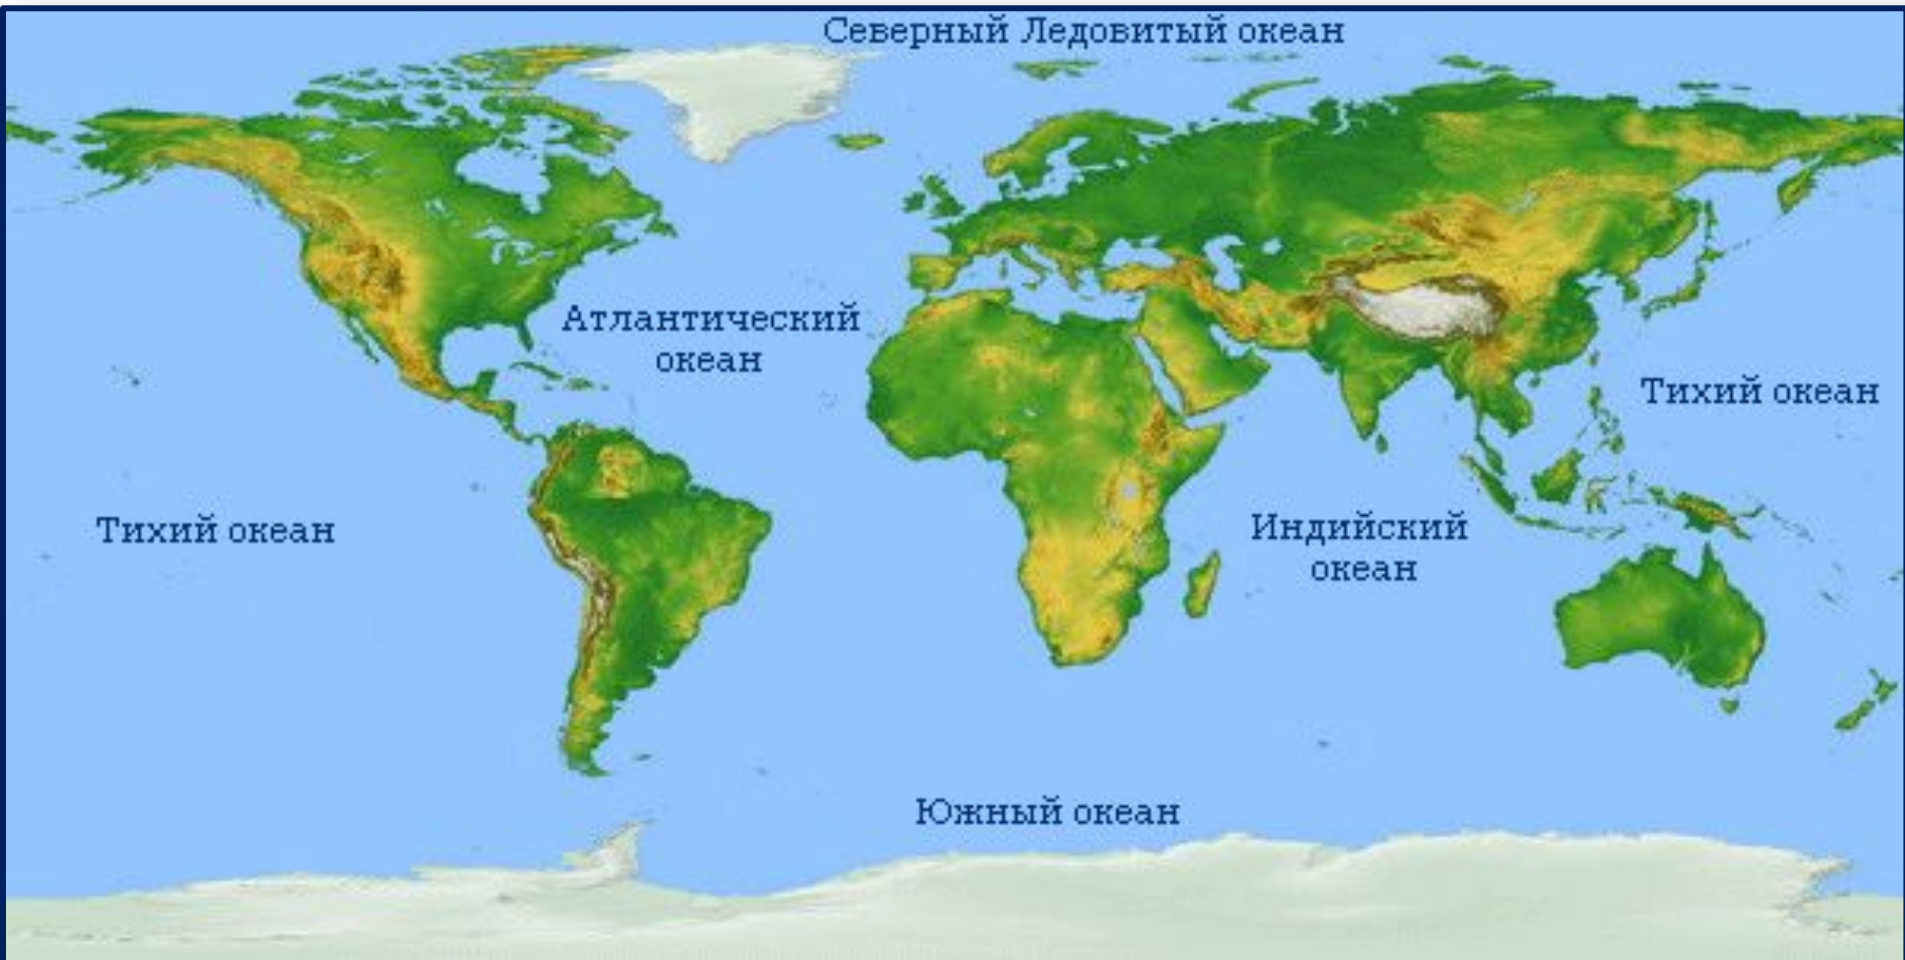 Северный Ледовитый океан
Атлантический
океан
Тихий океан
Тихий океан
Индийский
океан
Южный океан